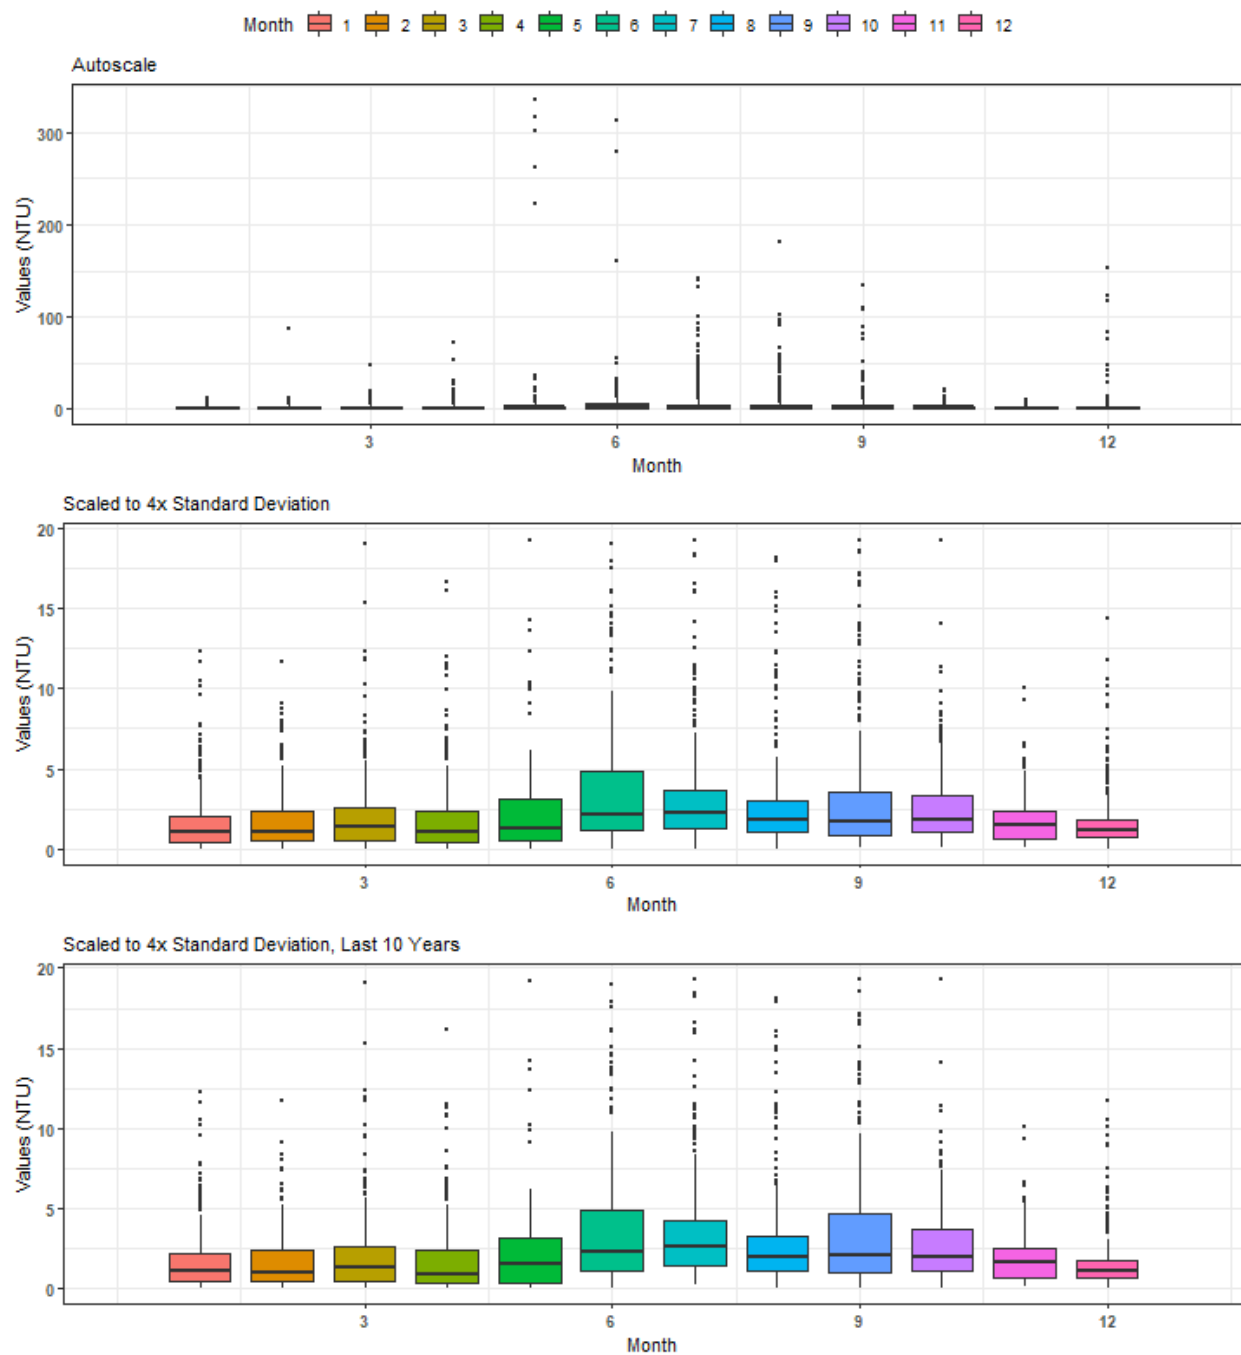 Month 1 2 3 4 5 6 7 8 9 10 11 12
Autoscale
300
200
100
0
Values (NTU)
3 6 9 12
Month
Scaled to 4x Standard Deviation
20
15
10
5
0
Values (NTU)
3 6 9 12
Month
Scaled to 4x Standard Deviation, Last 10 Years
20
15
10
5
0
Values (NTU)
3 6 9 12
Month